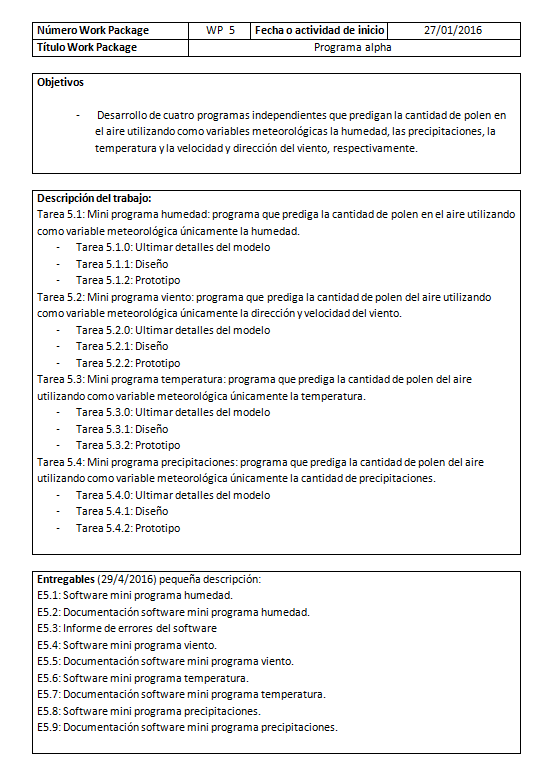 Número Work Package WP 5 Fecha o actividad de inicio 27/01/2016
Título Work Package Programa alpha
Objetivos
- Desarrollo de cuatro programas independientes que predigan la cantidad de polen en
el aire utilizando como variables meteorológicas la humedad, las precipitaciones, la
temperatura y la velocidad y dirección del viento, respectivamente.
Descripción del trabajo:
Tarea 5.1: Mini programa humedad: programa que prediga la cantidad de polen en el aire utilizando
como variable meteorológica únicamente la humedad.
- Tarea 5.1.0: Ultimar detalles del modelo
- Tarea 5.1.1: Diseño
- Tarea 5.1.2: Prototipo
Tarea 5.2: Mini programa viento: programa que prediga la cantidad de polen del aire utilizando
como variable meteorológica únicamente la dirección y velocidad del viento.
- Tarea 5.2.0: Ultimar detalles del modelo
- Tarea 5.2.1: Diseño
- Tarea 5.2.2: Prototipo
Tarea 5.3: Mini programa temperatura: programa que prediga la cantidad de polen del aire
utilizando como variable meteorológica únicamente la temperatura.
- Tarea 5.3.0: Ultimar detalles del modelo
- Tarea 5.3.1: Diseño
- Tarea 5.3.2: Prototipo
Tarea 5.4: Mini programa precipitaciones: programa que prediga la cantidad de polen del aire
utilizando como variable meteorológica únicamente la cantidad de precipitaciones.
- Tarea 5.4.0: Ultimar detalles del modelo
- Tarea 5.4.1: Diseño
- Tarea 5.4.2: Prototipo
Entregables (29/4/2016) pequeña descripción:
E5.1: Software mini programa humedad.
E5.2: Documentación software mini programa humedad.
E5.3: Informe de errores del software
E5.4: Software mini programa viento.
E5.5: Documentación software mini programa viento.
E5.6: Software mini programa temperatura.
E5.7: Documentación software mini programa temperatura.
E5.8: Software mini programa precipitaciones.
E5.9: Documentación software mini programa precipitaciones.